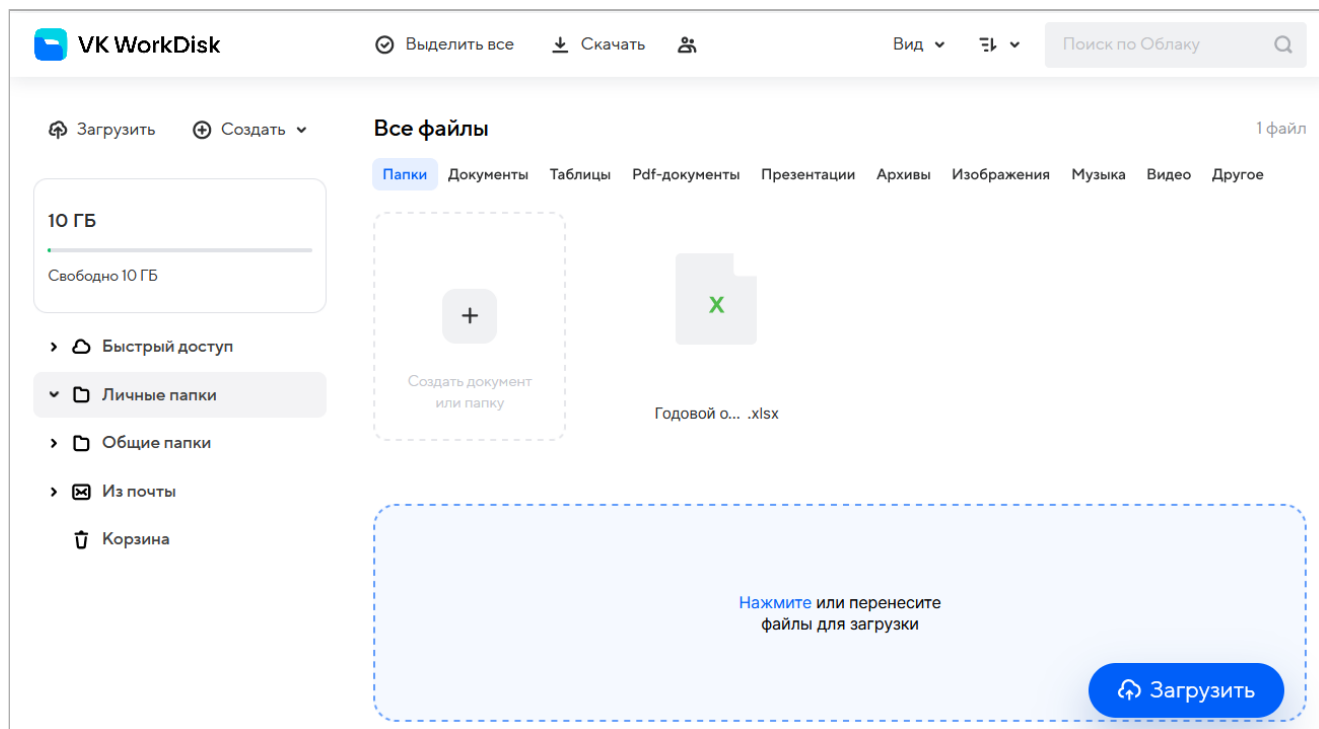 VK WorkDisk
Выделить все
Скачать
Вид
Поиск по Облаку
Загрузить
Создать
Все файлы
1 файл
Папки Документы Таблицы Pdf-документы Презентации Архивы Изображения Музыка Видео Другое
10 ГБ
Свободно 10 ГБ
Быстрый доступ
Личные папки
Общие папки
Из почты
Корзина
Создать документ
или папку
X
Годовой о... .xlsx
Нажмите или перенесите
файлы для загрузки
Загрузить